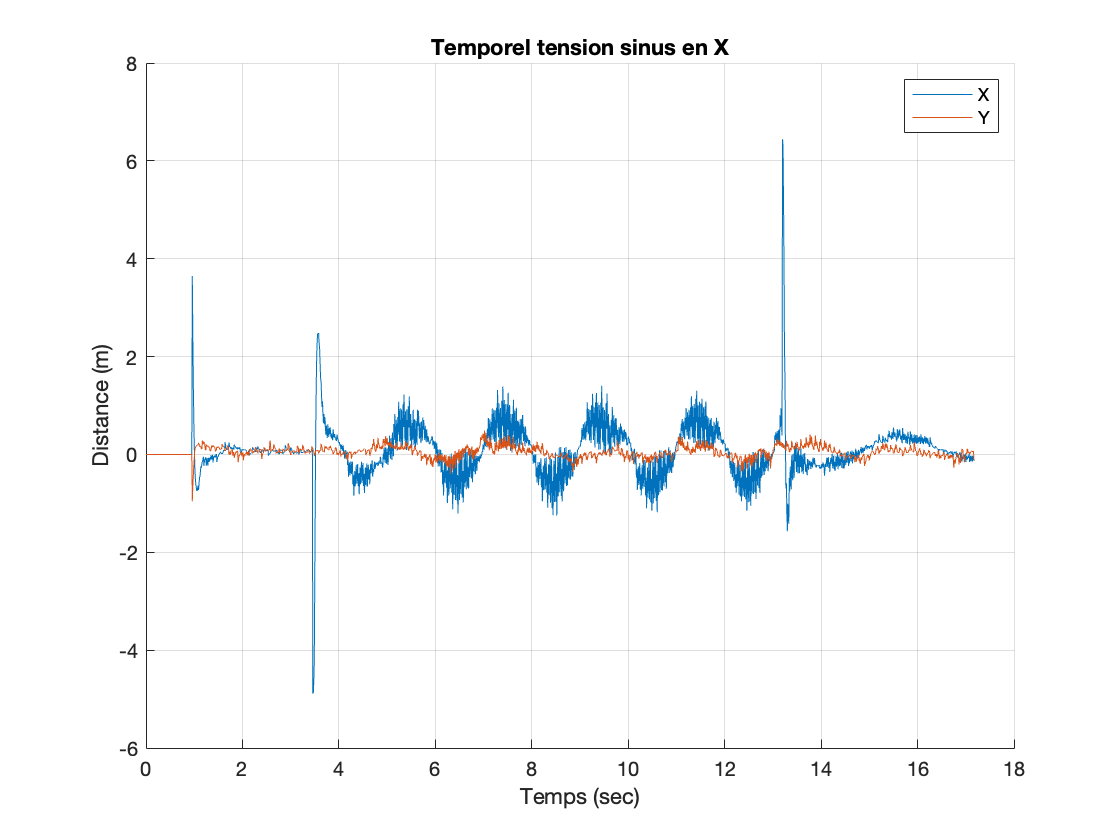 Temporel tension sinus en X
X
Y
8
6
4
2
0
-2
-4
-6
Distance (m)
0 2 4 6 8 10 12 14 16 18
Temps (sec)